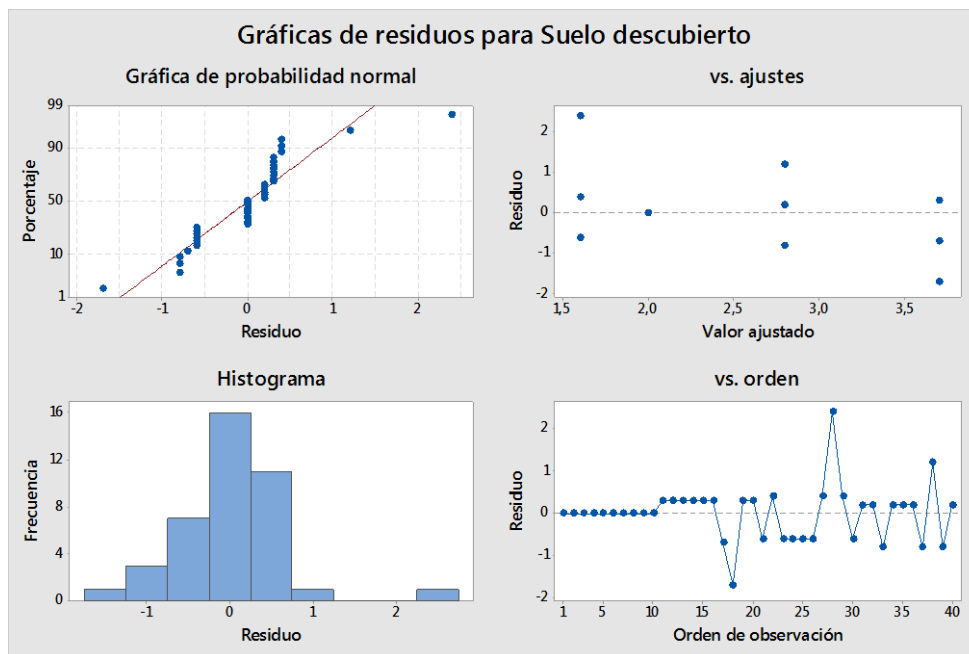 Gráficas de residuos para Suelo descubierto
Gráfica de probabilidad normal
99
90
50
10
1
Porcentaje
-2 -1 0 1 2
Residuo
vs. ajustes
2
1
0
-1
-2
Residuo
1,5 2,0 2,5 3,0 3,5
Valor ajustado
Histograma
16
12
8
4
0
Frecuencia
-1 0 1 2
Residuo
vs. orden
2
1
0
-1
-2
Residuo
1 5 10 15 20 25 30 35 40
Orden de observación